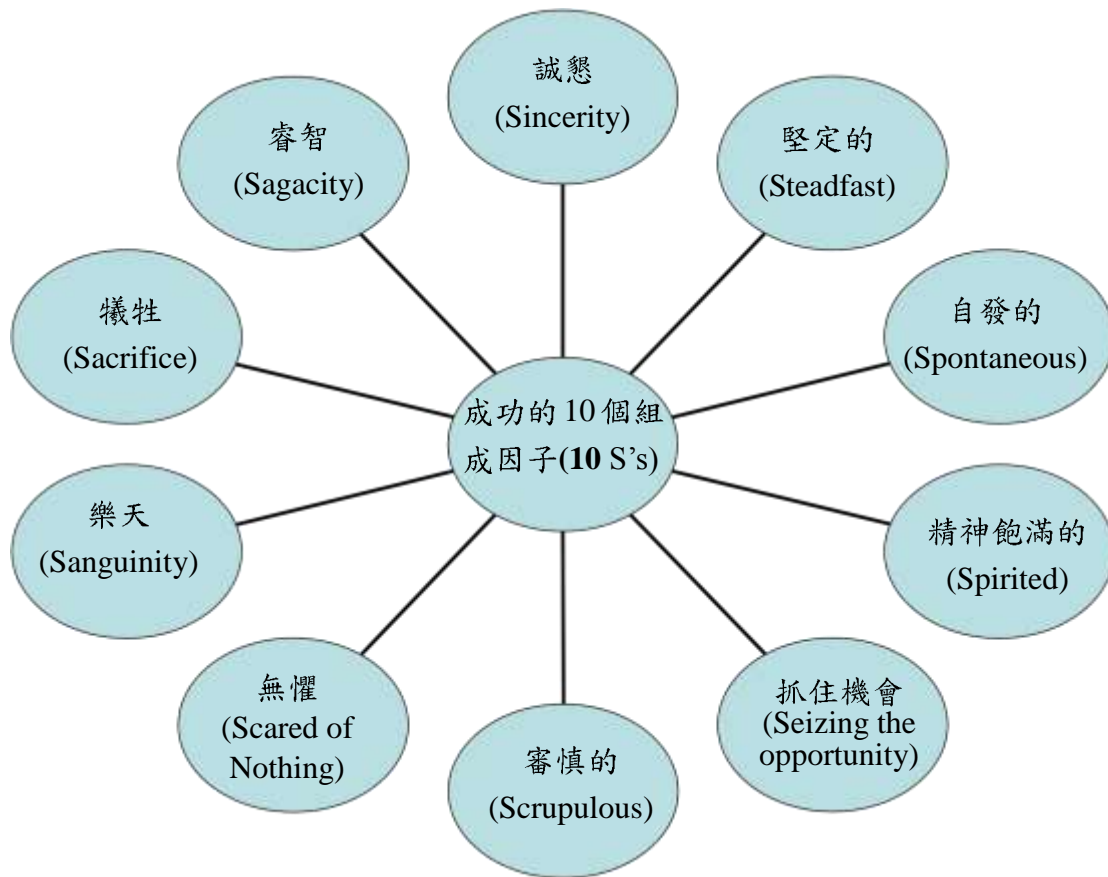 誠懇
(Sincerity)
堅定的
(Steadfast)
自發的
(Spontaneous)
精神飽滿的
(Spirited)
抓住機會
(Seizing the
opportunity)
審慎的
(Scrupulous)
無懼
(Scared of
Nothing)
樂天
(Sanguinity)
犧牲
(Sacrifice)
睿智
(Sagacity)
成功的 10 個組
成因子(10 S’s)